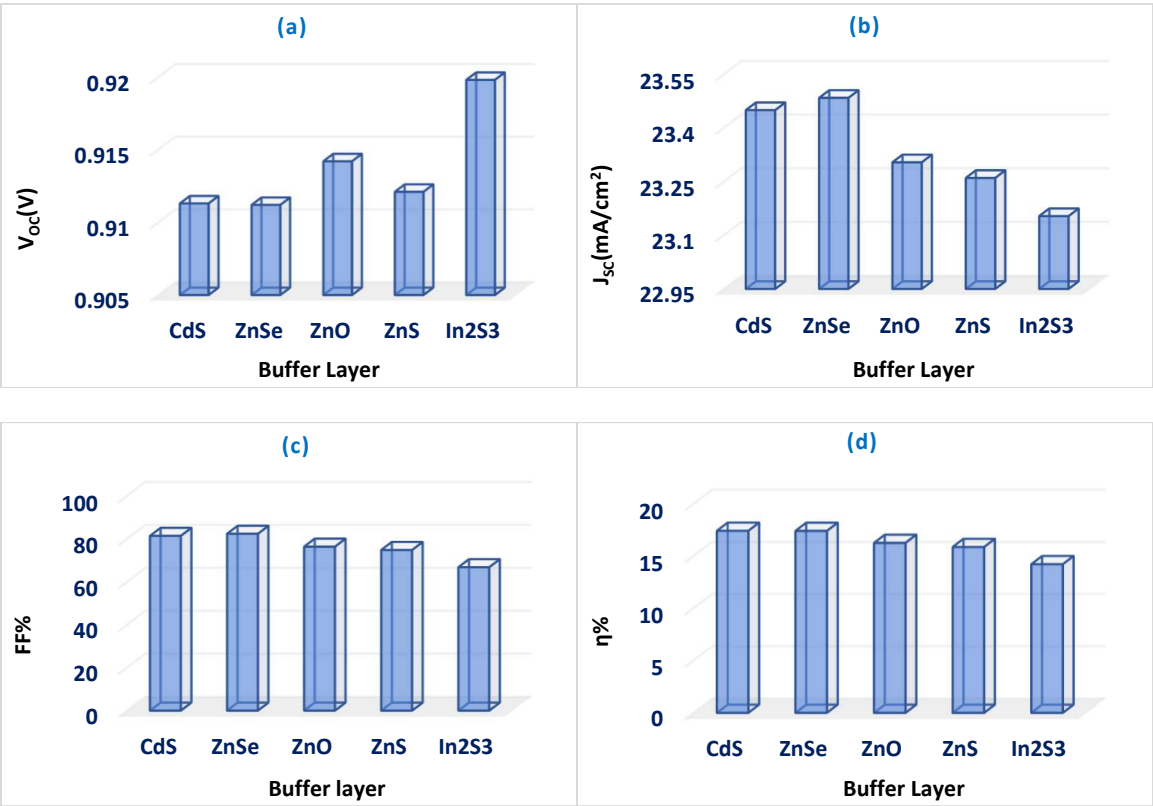 (a)
0.92
0.915
0.91
0.905
V_OC(V)
CdS ZnSe ZnO ZnS In2S3
Buffer Layer
(b)
23.55
23.4
23.25
23.1
22.95
J_SC(mA/cm²)
CdS ZnSe ZnO ZnS In2S3
Buffer Layer
(c)
100
80
60
40
20
0
FF%
CdS ZnSe ZnO ZnS In2S3
Buffer layer
(d)
20
15
10
5
0
η%
CdS ZnSe ZnO ZnS In2S3
Buffer Layer